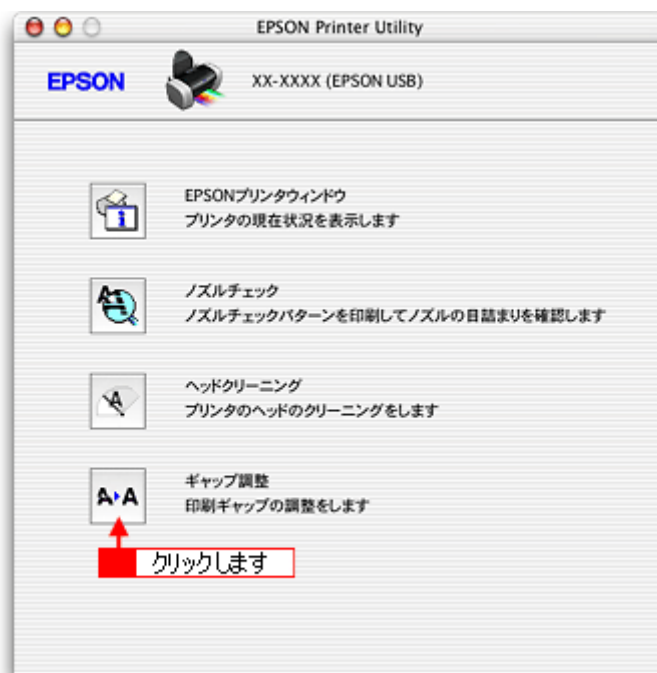 EPSON Printer Utility
EPSON
XX-XXXX (EPSON USB)
EPSONプリンタウィンドウ
プリンタの現在状況を表示します
ノズルチェック
ノズルチェックパターンを印刷してノズルの目詰まりを確認します
ヘッドクリーニング
プリンタのヘッドのクリーニングをします
ギャップ調整
印刷ギャップの調整をします
A▸A
クリックします